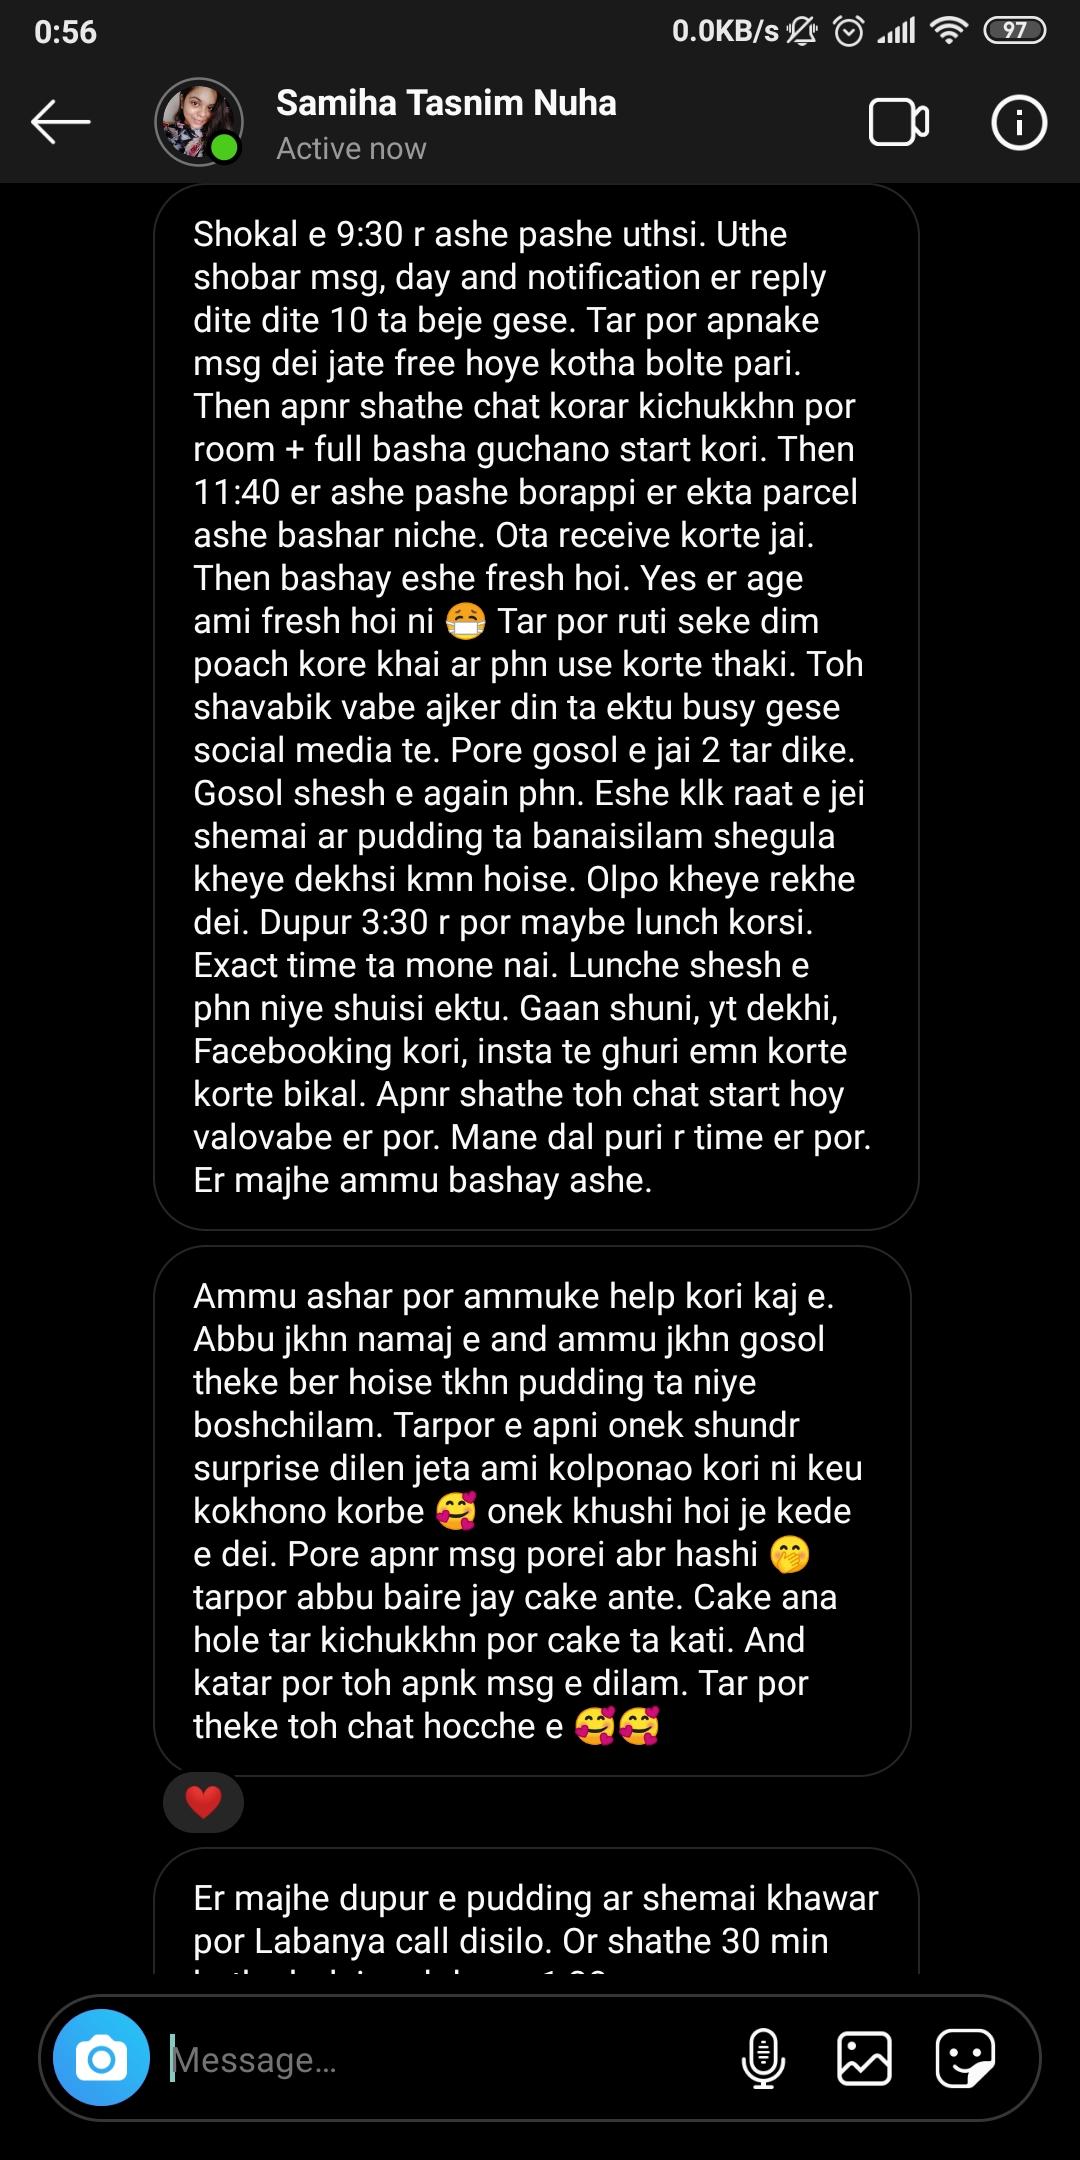 0:56
0.0KB/s
97
Samiha Tasnim Nuha
Active now
Shokal e 9:30 r ashe pashe uthsi. Uthe
shobar msg, day and notification er reply
dite dite 10 ta beje gese. Tar por apnake
msg dei jate free hoye kotha bolte pari.
Then apnr shathe chat korar kichukkhn por
room + full basha guchano start kori. Then
11:40 er ashe pashe borappi er ekta parcel
ashe bashar niche. Ota receive korte jai.
Then bashay eshe fresh hoi. Yes er age
ami fresh hoi ni 😷 Tar por ruti seke dim
poach kore khai ar phn use korte thaki. Toh
shavabik vabe ajker din ta ektu busy gese
social media te. Pore gosol e jai 2 tar dike.
Gosol shesh e again phn. Eshe klk raat e jei
shemai ar pudding ta banaisilam shegula
kheye dekhsi kmn hoise. Olpo kheye rekhe
dei. Dupur 3:30 r por maybe lunch korsi.
Exact time ta mone nai. Lunche shesh e
phn niye shuisi ektu. Gaan shuni, yt dekhi,
Facebooking kori, insta te ghuri emn korte
korte bikal. Apnr shathe toh chat start hoy
valovabe er por. Mane dal puri r time er por.
Er majhe ammu bashay ashe.
Ammu ashar por ammuke help kori kaj e.
Abbu jkhn namaj e and ammu jkhn gosol
theke ber hoise tkhn pudding ta niye
boshchilam. Tarpor e apni onek shundr
surprise dilen jeta ami kolponao kori ni keu
kokhono korbe 🥰 onek khushi hoi je kede
e dei. Pore apnr msg porei abr hashi 🤭
tarpor abbu baire jay cake ante. Cake ana
hole tar kichukkhn por cake ta kati. And
katar por toh apnk msg e dilam. Tar por
theke toh chat hocche e 🥰🥰
❤️
Er majhe dupur e pudding ar shemai khawar
por Labanya call disilo. Or shathe 30 min
Message…